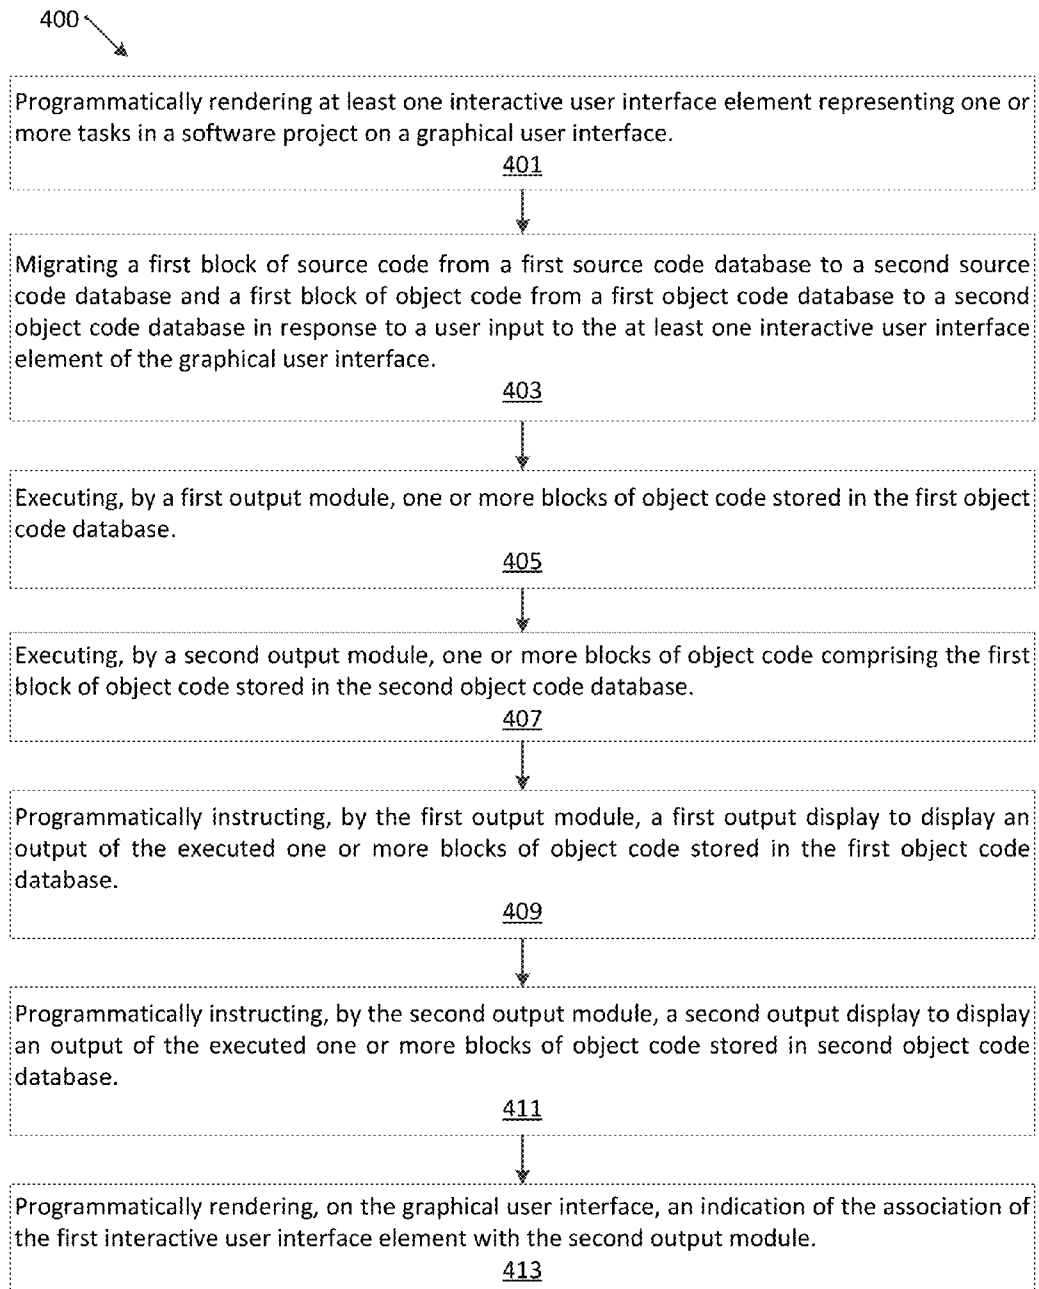 400
Programmatically rendering at least one interactive user interface element representing one or
more tasks in a software project on a graphical user interface.
401
Migrating a first block of source code from a first source code database to a second source
code database and a first block of object code from a first object code database to a second
object code database in response to a user input to the at least one interactive user interface
element of the graphical user interface.
403
Executing, by a first output module, one or more blocks of object code stored in the first object
code database.
405
Executing, by a second output module, one or more blocks of object code comprising the first
block of object code stored in the second object code database.
407
Programmatically instructing, by the first output module, a first output display to display an
output of the executed one or more blocks of object code stored in the first object code
database.
409
Programmatically instructing, by the second output module, a second output display to display
an output of the executed one or more blocks of object code stored in second object code
database.
411
Programmatically rendering, on the graphical user interface, an indication of the association of
the first interactive user interface element with the second output module.
413